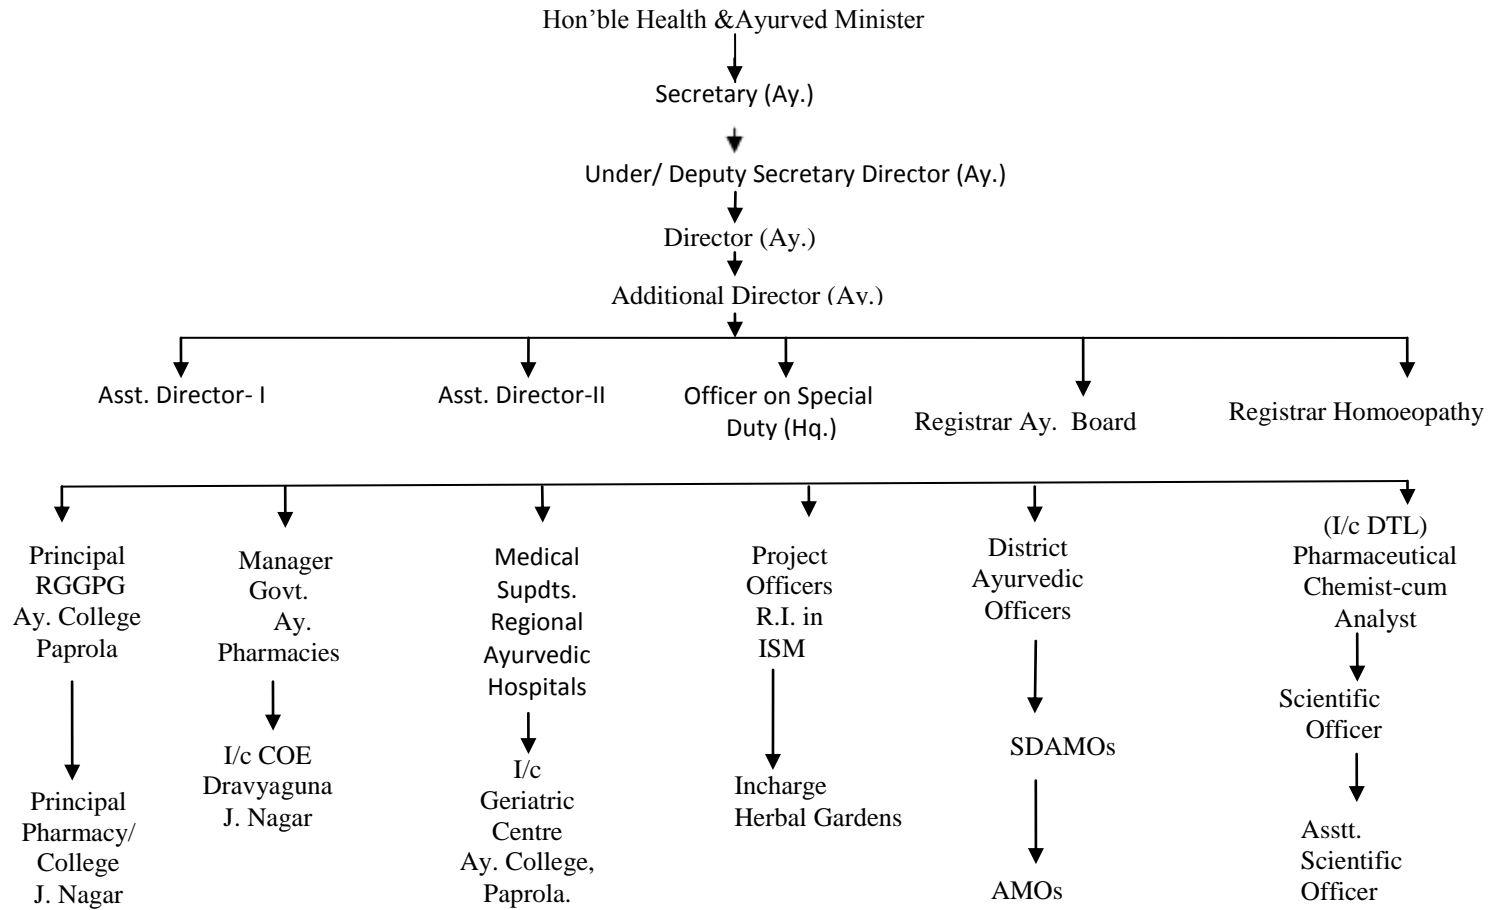 Hon’ble Health &Ayurved Minister
Secretary (Ay.)
Under/ Deputy Secretary Director (Ay.)
Director (Ay.)
Additional Director (Ay.)
Asst. Director- I
Asst. Director-II
Officer on Special
Duty (Hq.)
Registrar Ay. Board
Registrar Homoeopathy
Principal
RGGPG
Ay. College
Paprola
Manager
Govt.
Ay.
Pharmacies
Medical
Supdts.
Regional
Ayurvedic
Hospitals
Project
Officers
R.I. in
ISM
District
Ayurvedic
Officers
(I/c DTL)
Pharmaceutical
Chemist-cum
Analyst
Principal
Pharmacy/
College
J. Nagar
I/c COE
Dravyaguna
J. Nagar
I/c
Geriatric
Centre
Ay. College,
Paprola.
Incharge
Herbal Gardens
SDAMOs
AMOs
Scientific
Officer
Asstt.
Scientific
Officer